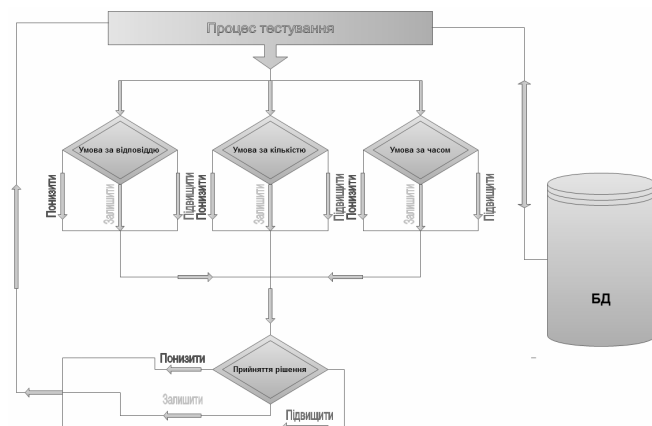 Процес тестування
Умова за відповіддю
Умова за кількістю
Умова за часом
Понизити
Залишити
Підвищити
Понизити
Залишити
Підвищити
Понизити
Залишити
Підвищити
БД
Прийняття рішення
Понизити
Залишити
Підвищити